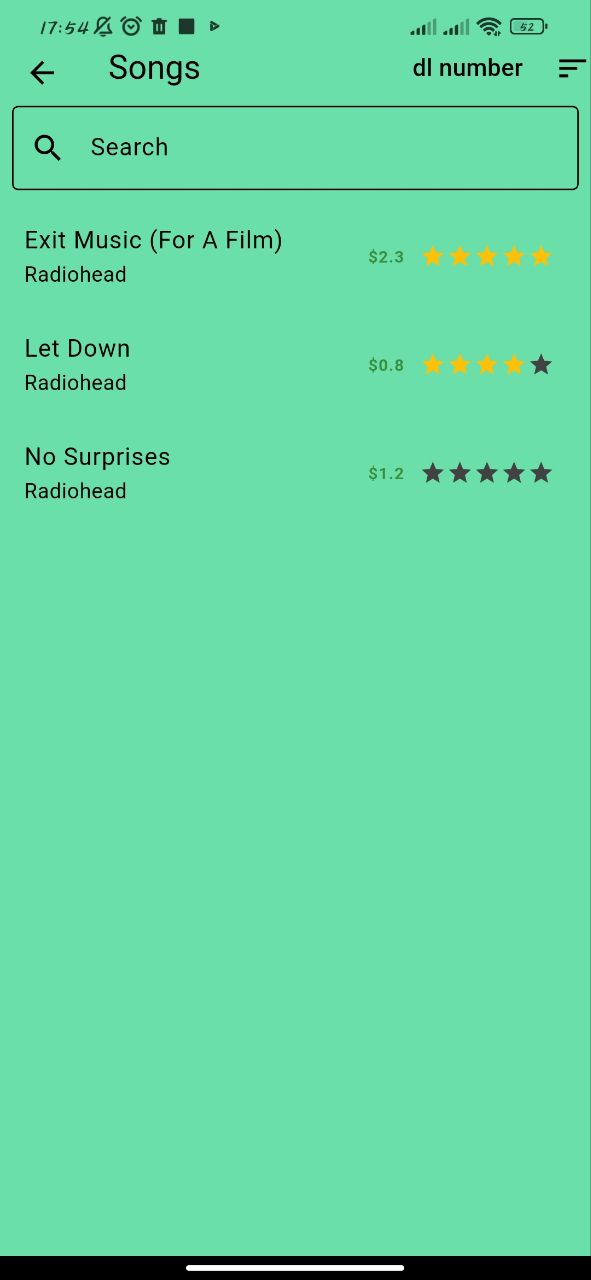 17:54 52
Songs dl number
Search
Exit Music (For A Film)
Radiohead
$2.3
Let Down
Radiohead
$0.8
No Surprises
Radiohead
$1.2